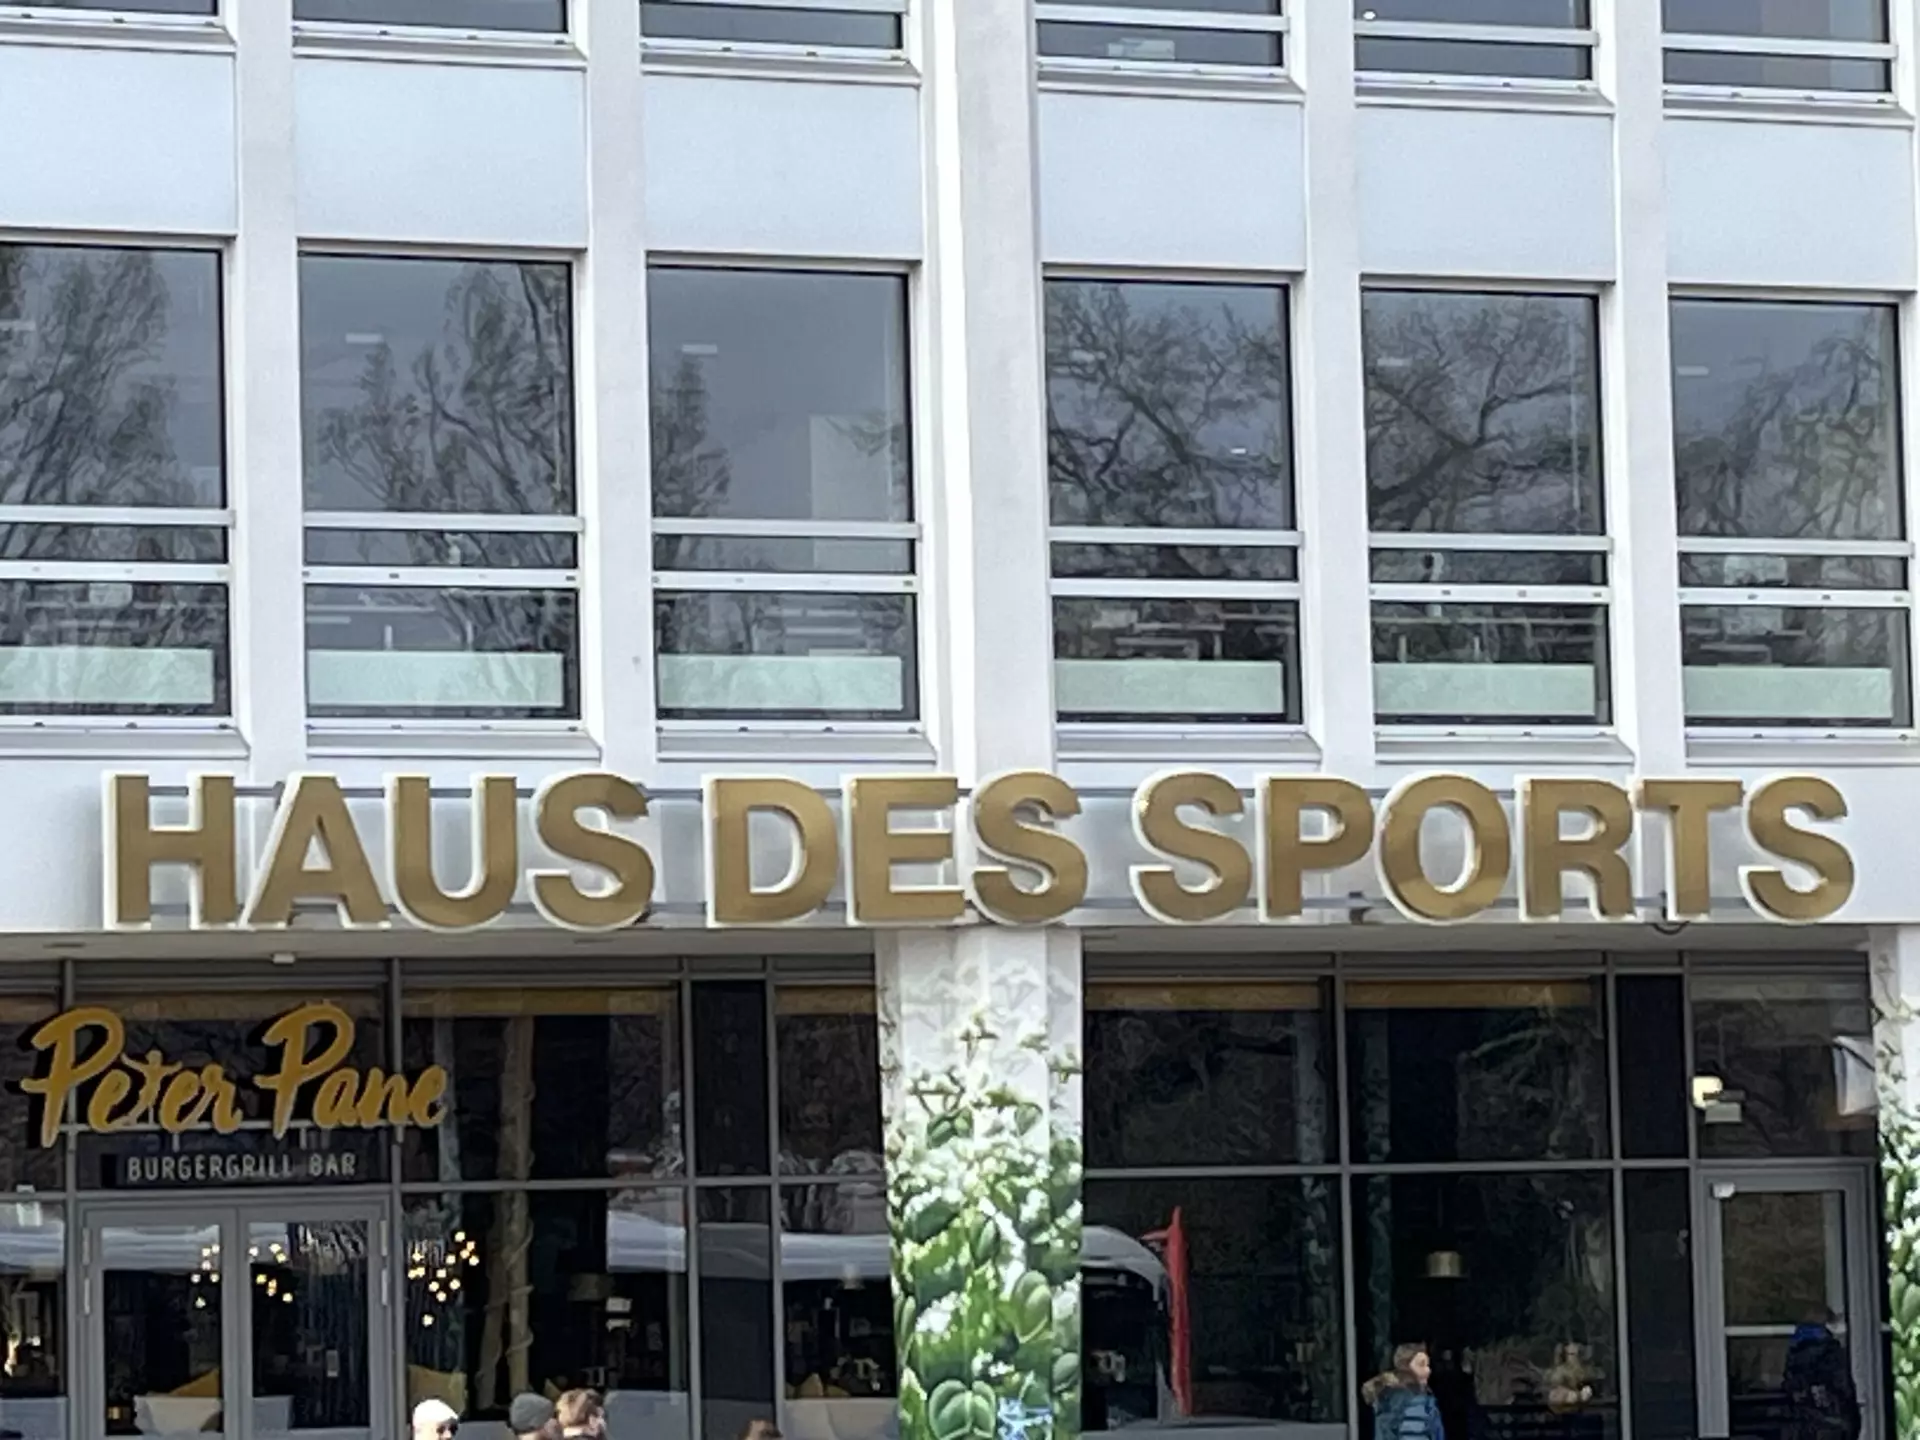 HAUS DES SPORTS
Peter Pane
BURGERGRILL BAR